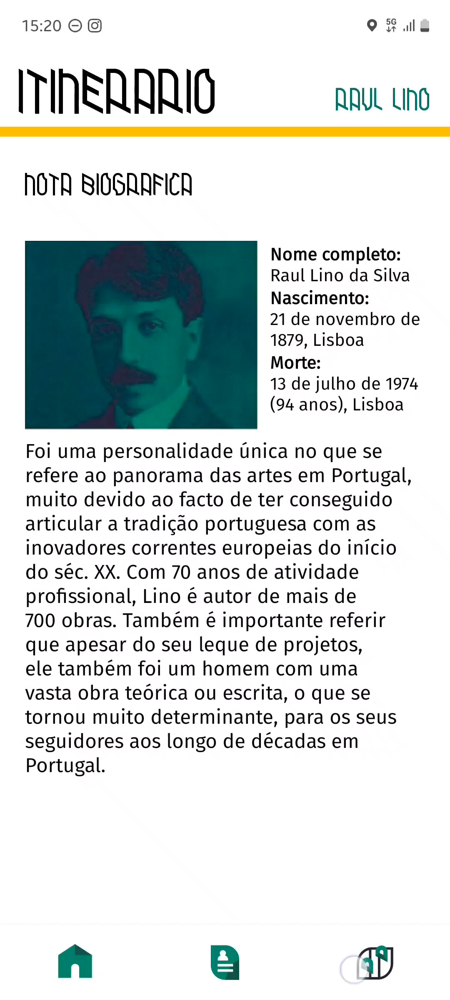 15:20
5G
ITINERARIO
RAUL LINO
NOTA BIOGRAFICA
Nome completo:
Raul Lino da Silva
Nascimento:
21 de novembro de
1879, Lisboa
Morte:
13 de julho de 1974
(94 anos), Lisboa
Foi uma personalidade única no que se
refere ao panorama das artes em Portugal,
muito devido ao facto de ter conseguido
articular a tradição portuguesa com as
inovadores correntes europeias do início
do séc. XX. Com 70 anos de atividade
profissional, Lino é autor de mais de
700 obras. Também é importante referir
que apesar do seu leque de projetos,
ele também foi um homem com uma
vasta obra teórica ou escrita, o que se
tornou muito determinante, para os seus
seguidores aos longo de décadas em
Portugal.